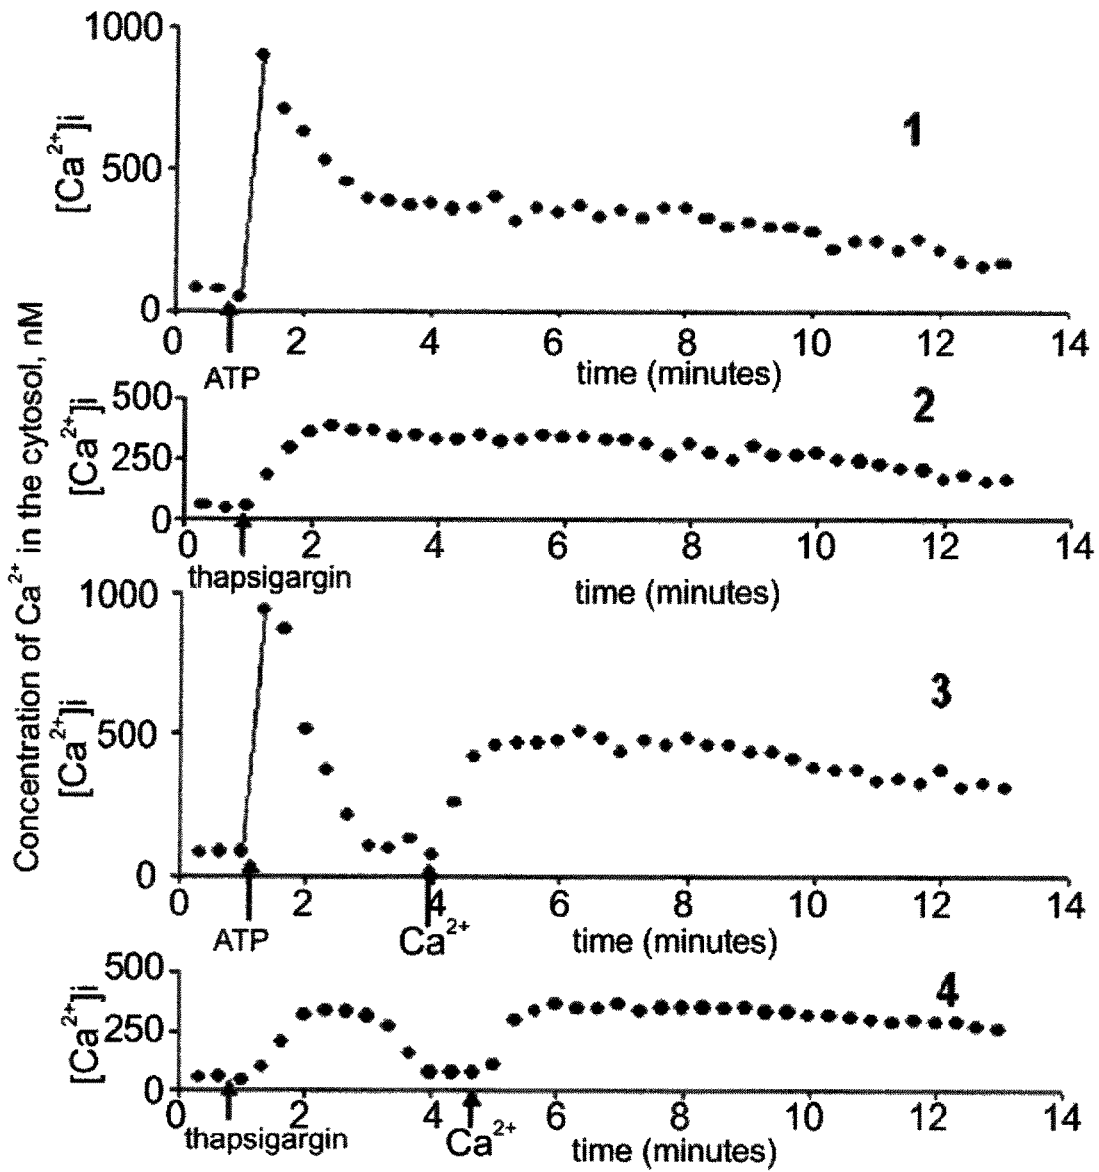 Concentration of Ca²⁺ in the cytosol, nM
1000
[Ca²⁺]i
500
0
1
0 2 4 6 8 10 12 14
ATP
time (minutes)
500
[Ca²⁺]i
250
0
2
0 2 4 6 8 10 12 14
thapsigargin
time (minutes)
1000
[Ca²⁺]i
500
0
3
0 2 4 6 8 10 12 14
ATP
Ca²⁺
time (minutes)
500
[Ca²⁺]i
250
0
4
0 2 4 6 8 10 12 14
thapsigargin
Ca²⁺
time (minutes)